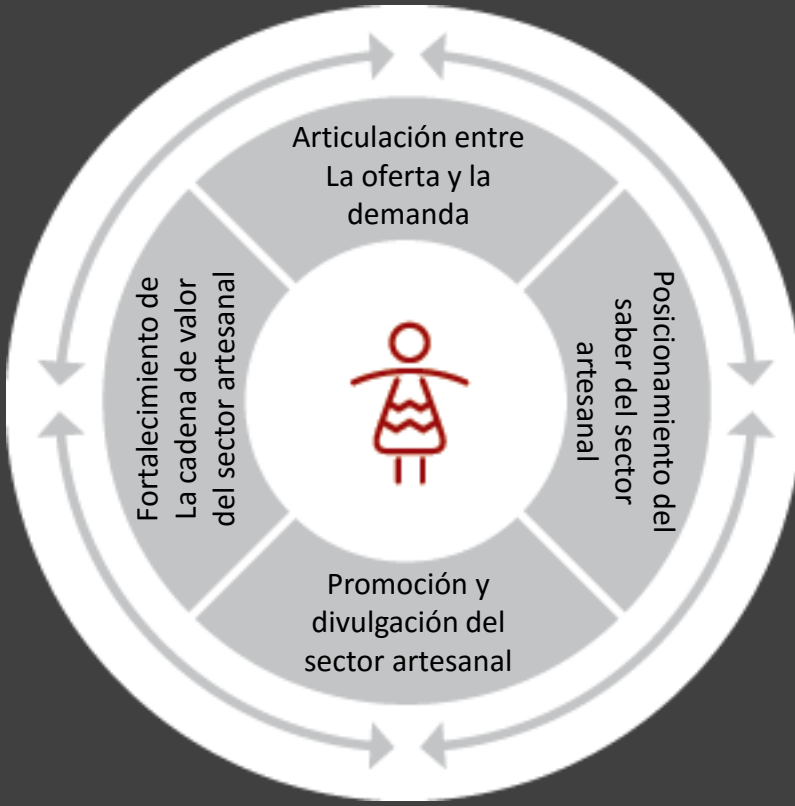 Articulación entre
La oferta y la
demanda
Posicionamiento del
saber del sector
artesanal
Promoción y
divulgación del
sector artesanal
Fortalecimiento de
La cadena de valor
del sector artesanal